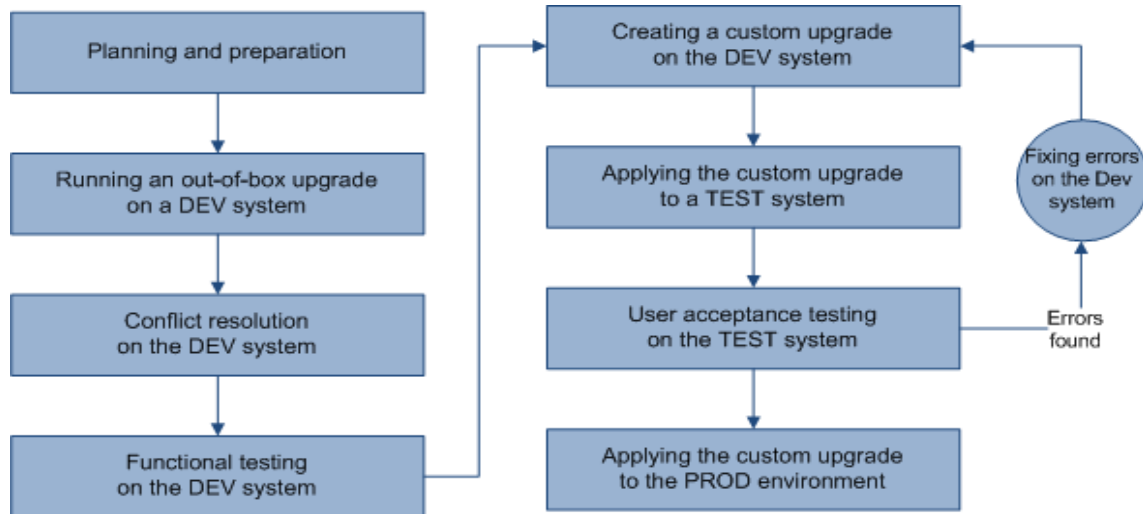 Planning and preparation
Running an out-of-box upgrade
on a DEV system
Conflict resolution
on the DEV system
Functional testing
on the DEV system
Creating a custom upgrade
on the DEV system
Applying the custom upgrade
to a TEST system
User acceptance testing
on the TEST system
Errors
found
Fixing errors
on the Dev
system
Applying the custom upgrade
to the PROD environment